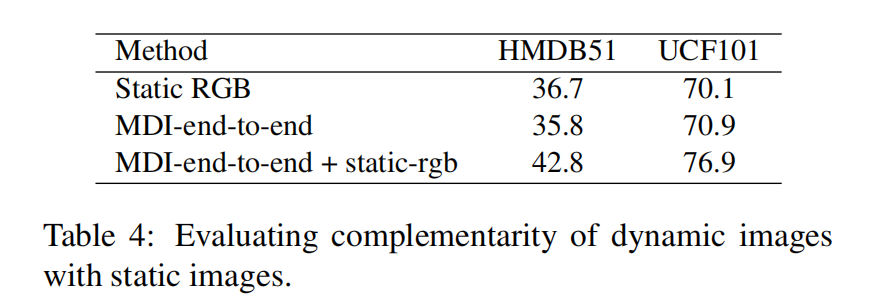 Method HMDB51 UCF101
Static RGB 36.7 70.1
MDI-end-to-end 35.8 70.9
MDI-end-to-end + static-rgb 42.8 76.9
Table 4: Evaluating complementarity of dynamic images
with static images.